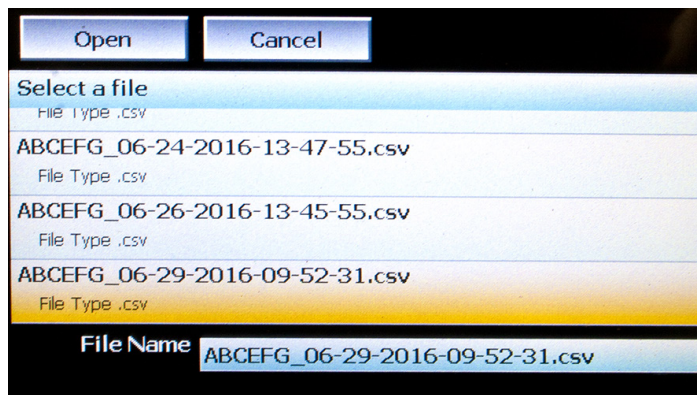 Open Cancel
Select a file
File Type .csv
ABCEFG_06-24-2016-13-47-55.csv
File Type .csv
ABCEFG_06-26-2016-13-45-55.csv
File Type .csv
ABCEFG_06-29-2016-09-52-31.csv
File Type .csv
File Name ABCEFG_06-29-2016-09-52-31.csv